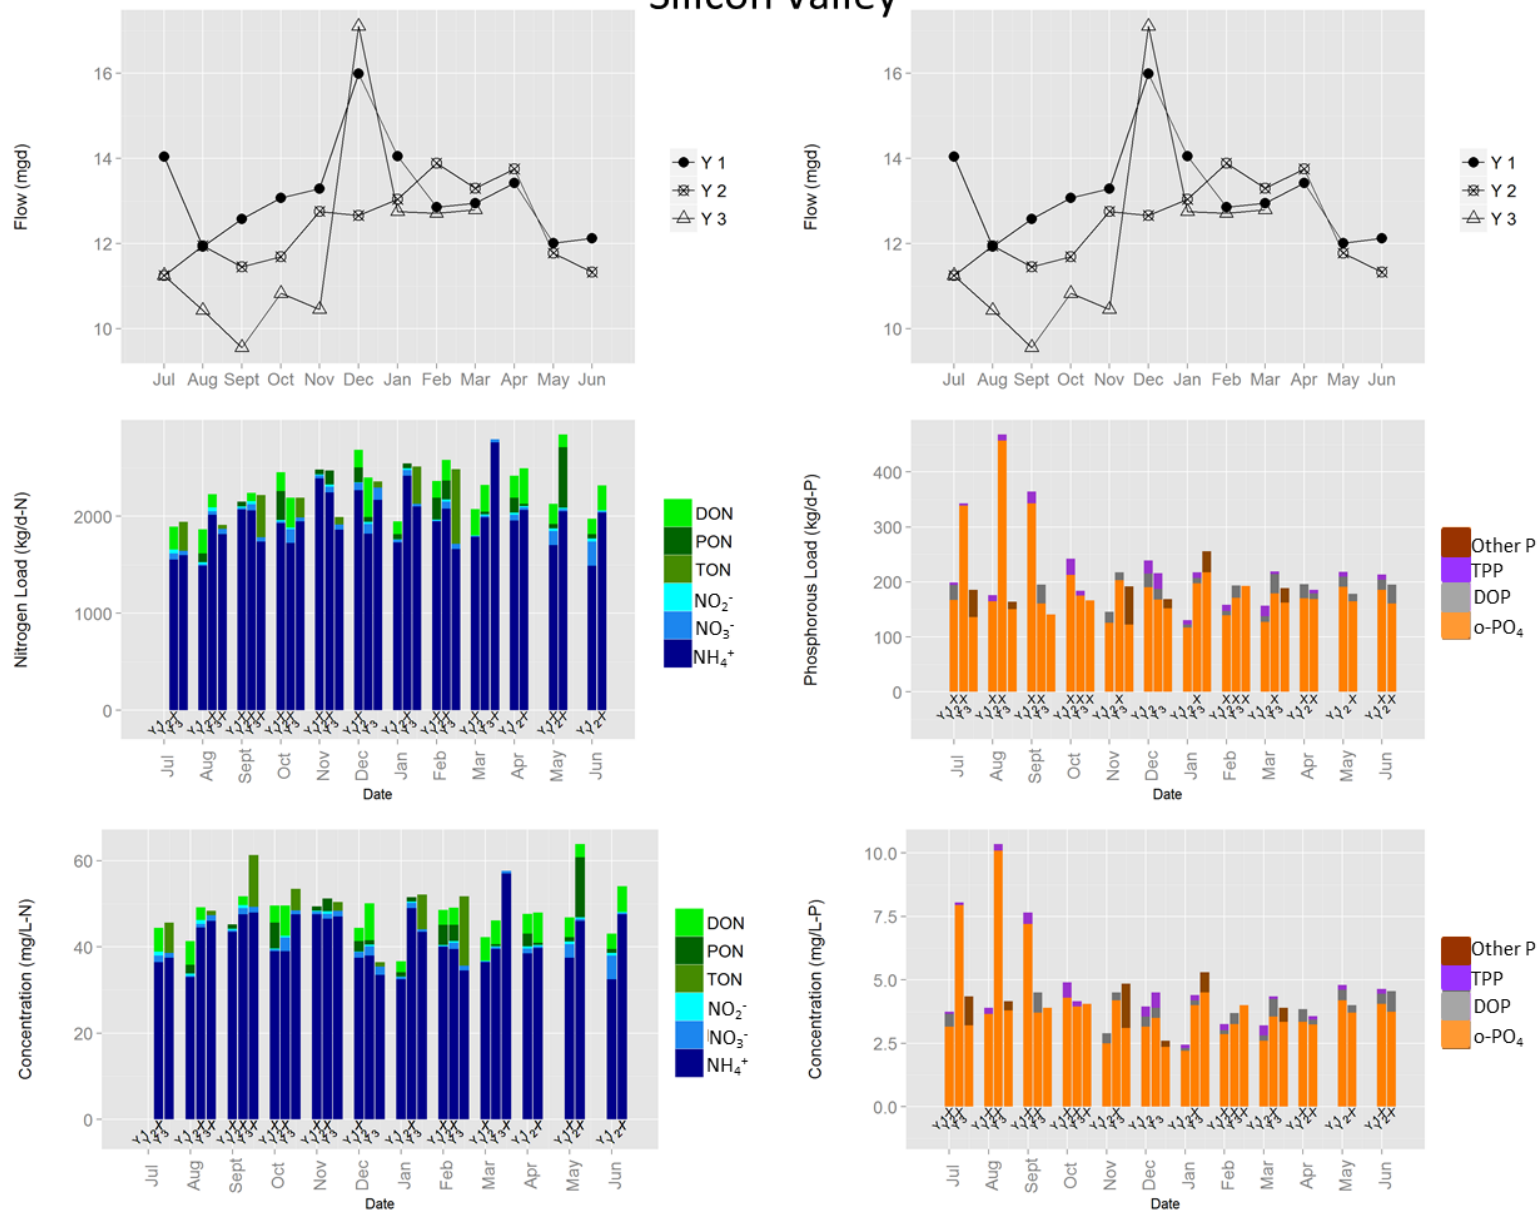 Silicon Valley
16
14
12
10
Flow (mgd)
Jul Aug Sept Oct Nov Dec Jan Feb Mar Apr May Jun
Y 1
Y 2
Y 3
16
14
12
10
Flow (mgd)
Jul Aug Sept Oct Nov Dec Jan Feb Mar Apr May Jun
Y 1
Y 2
Y 3
Nitrogen Load (kg/d-N)
2000
1000
0
Jul Aug Sept Oct Nov Dec Jan Feb Mar Apr May Jun
Date
DON
PON
TON
NO₂⁻
NO₃⁻
NH₄⁺
Phosphorous Load (kg/d-P)
400
300
200
100
0
Jul Aug Sept Oct Nov Dec Jan Feb Mar Apr May Jun
Date
Other P
TPP
DOP
o-PO₄
Concentration (mg/L-N)
60
40
20
0
Jul Aug Sept Oct Nov Dec Jan Feb Mar Apr May Jun
Date
DON
PON
TON
NO₂⁻
NO₃⁻
NH₄⁺
Concentration (mg/L-P)
10.0
7.5
5.0
2.5
0.0
Jul Aug Sept Oct Nov Dec Jan Feb Mar Apr May Jun
Date
Other P
TPP
DOP
o-PO₄